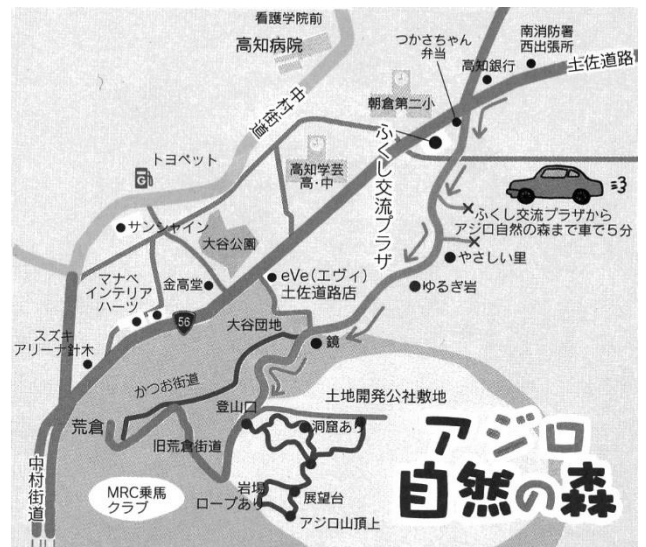 看護学院前
高知病院
つかさちゃん
弁当
南消防署
西出張所
高知銀行
土佐道路
中村街道
朝倉第二小
トヨペット
G
高知学芸
高・中
ふくし交流プラザ
サンシャイン
大谷公園
ふくし交流プラザから
アジロ自然の森まで車で5分
やさしい里
マナベ
インテリア
ハーツ
金高堂
eVe(エヴィ)
土佐道路店
ゆるぎ岩
56
大谷団地
鏡
スズキ
アリーナ針木
かつお街道
土地開発公社敷地
登山口
荒倉
洞窟あり
旧荒倉街道
アジロ
自然の森
中村街道
MRC乗馬
クラブ
岩場
ロープあり
展望台
アジロ山頂上